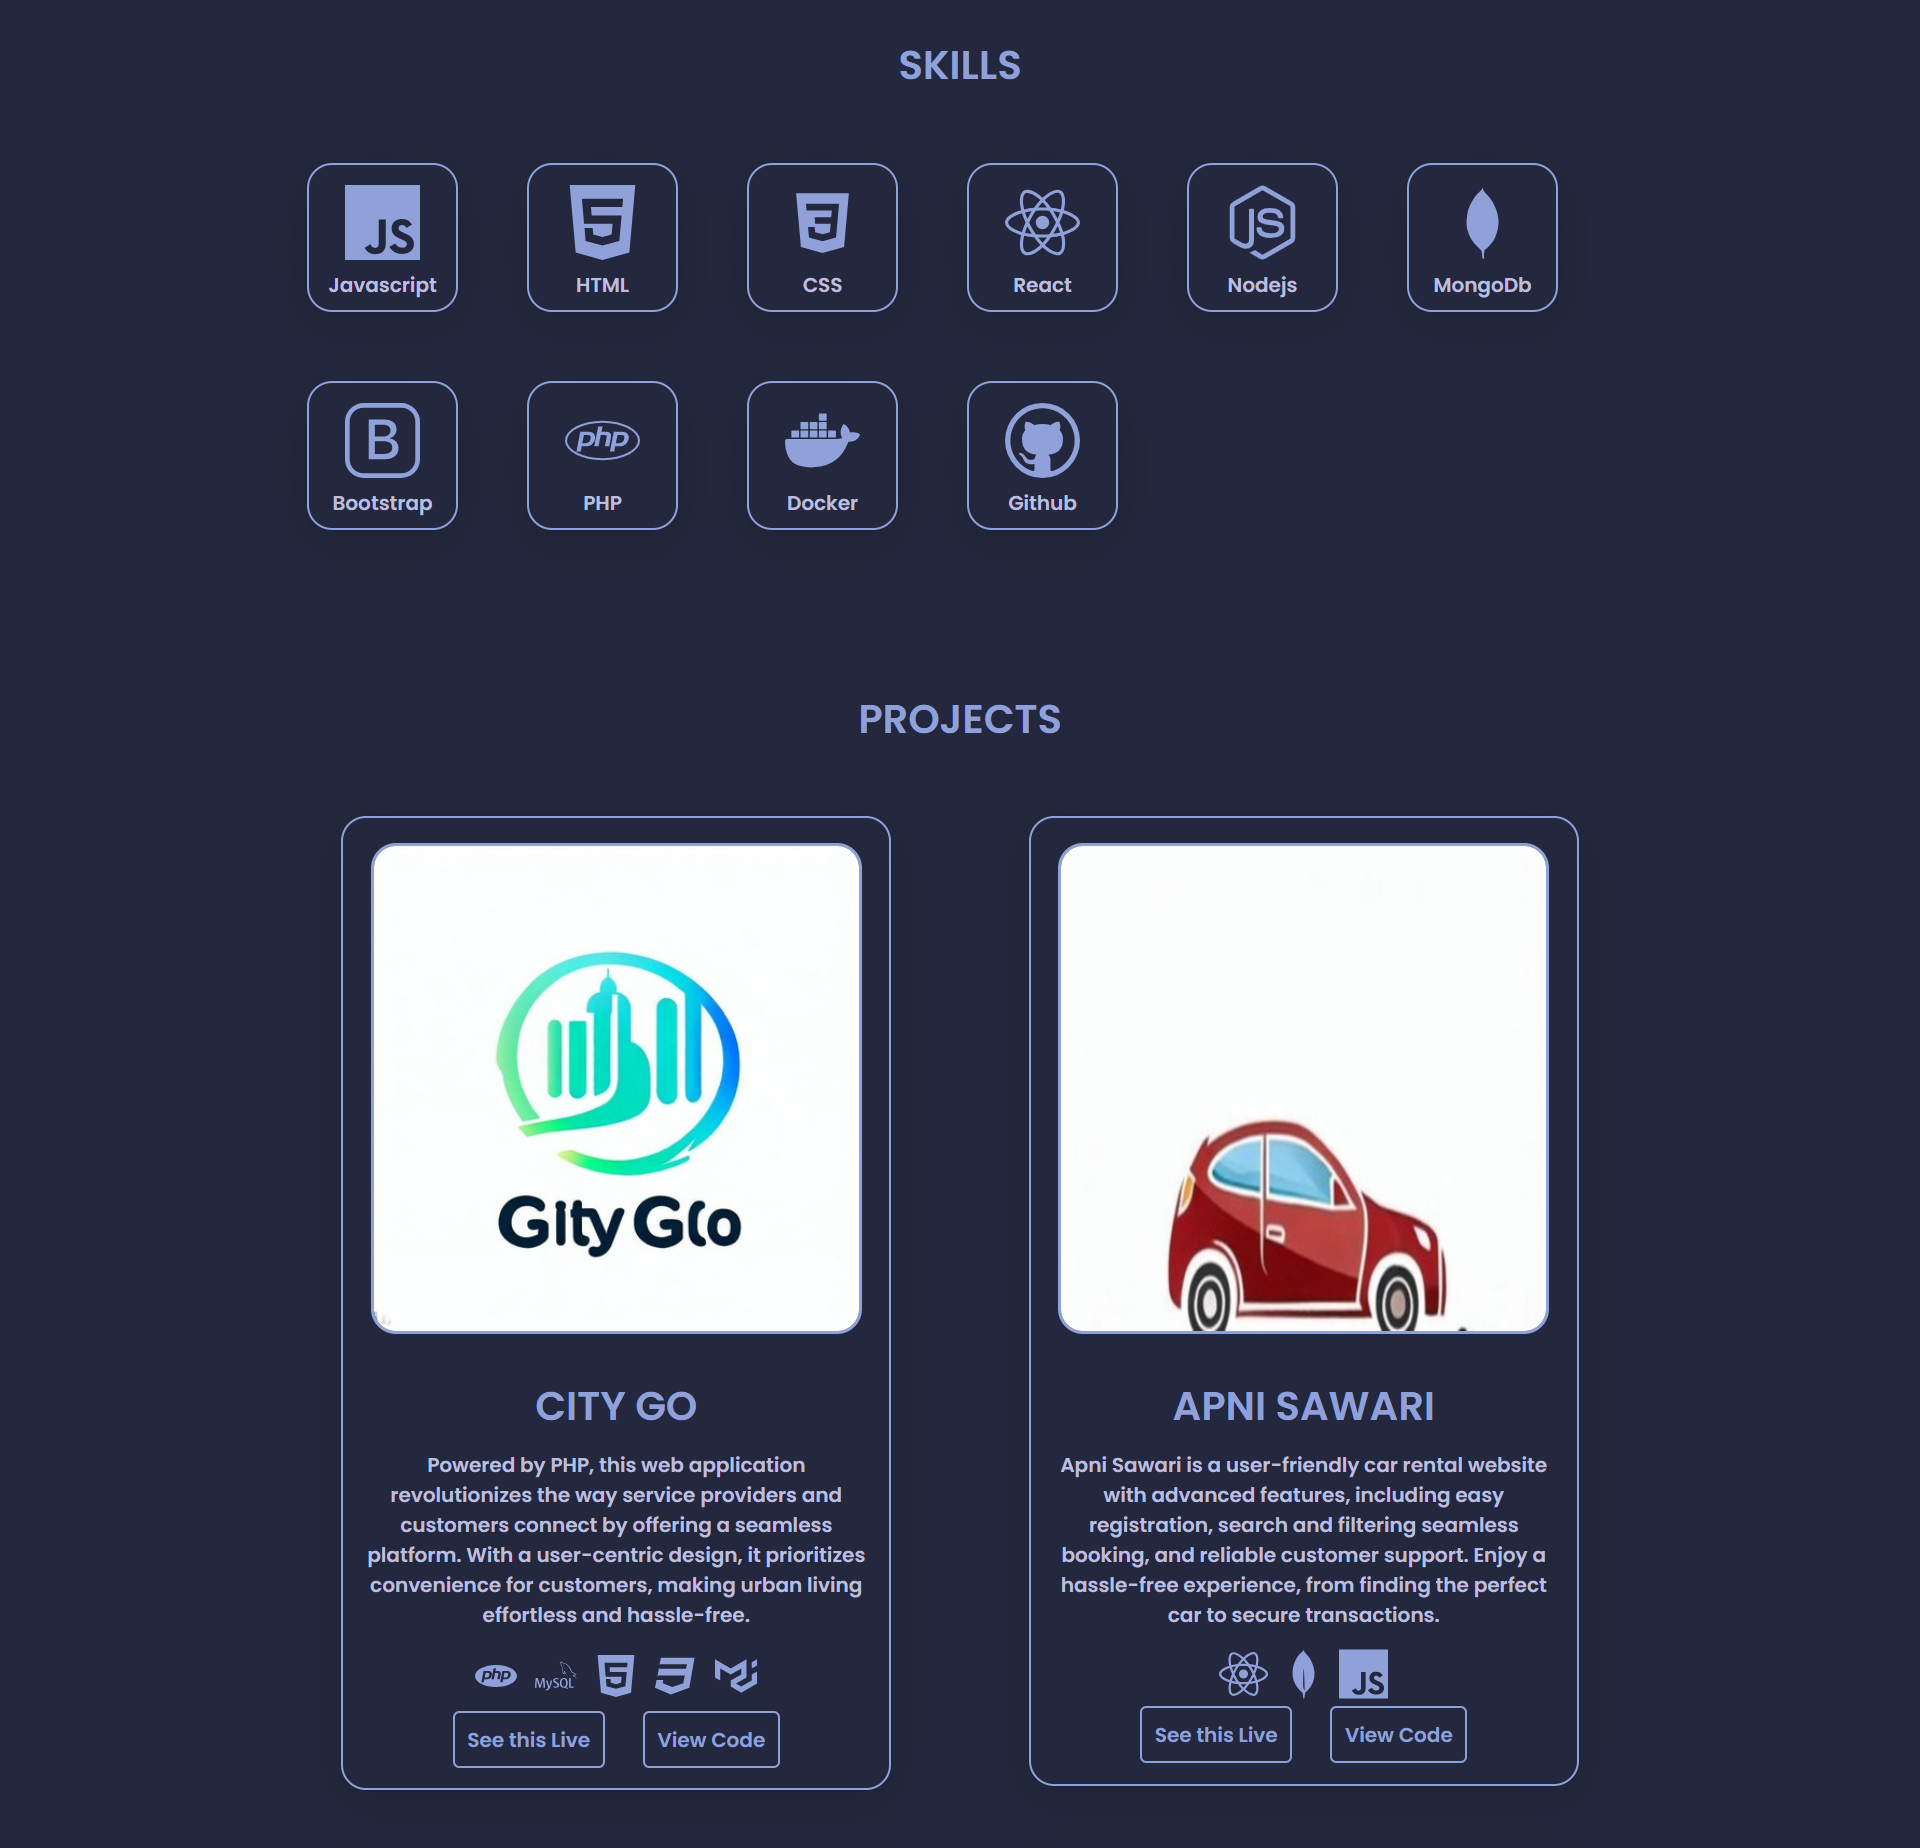 SKILLS
JS
Javascript
HTML
CSS
React
JS
Nodejs
MongoDb
B
Bootstrap
php
PHP
Docker
Github
PROJECTS
Gity Glo
CITY GO
Powered by PHP, this web application
revolutionizes the way service providers and
customers connect by offering a seamless
platform. With a user-centric design, it prioritizes
convenience for customers, making urban living
effortless and hassle-free.
php
MySQL
See this Live
View Code
APNI SAWARI
Apni Sawari is a user-friendly car rental website
with advanced features, including easy
registration, search and filtering seamless
booking, and reliable customer support. Enjoy a
hassle-free experience, from finding the perfect
car to secure transactions.
JS
See this Live
View Code